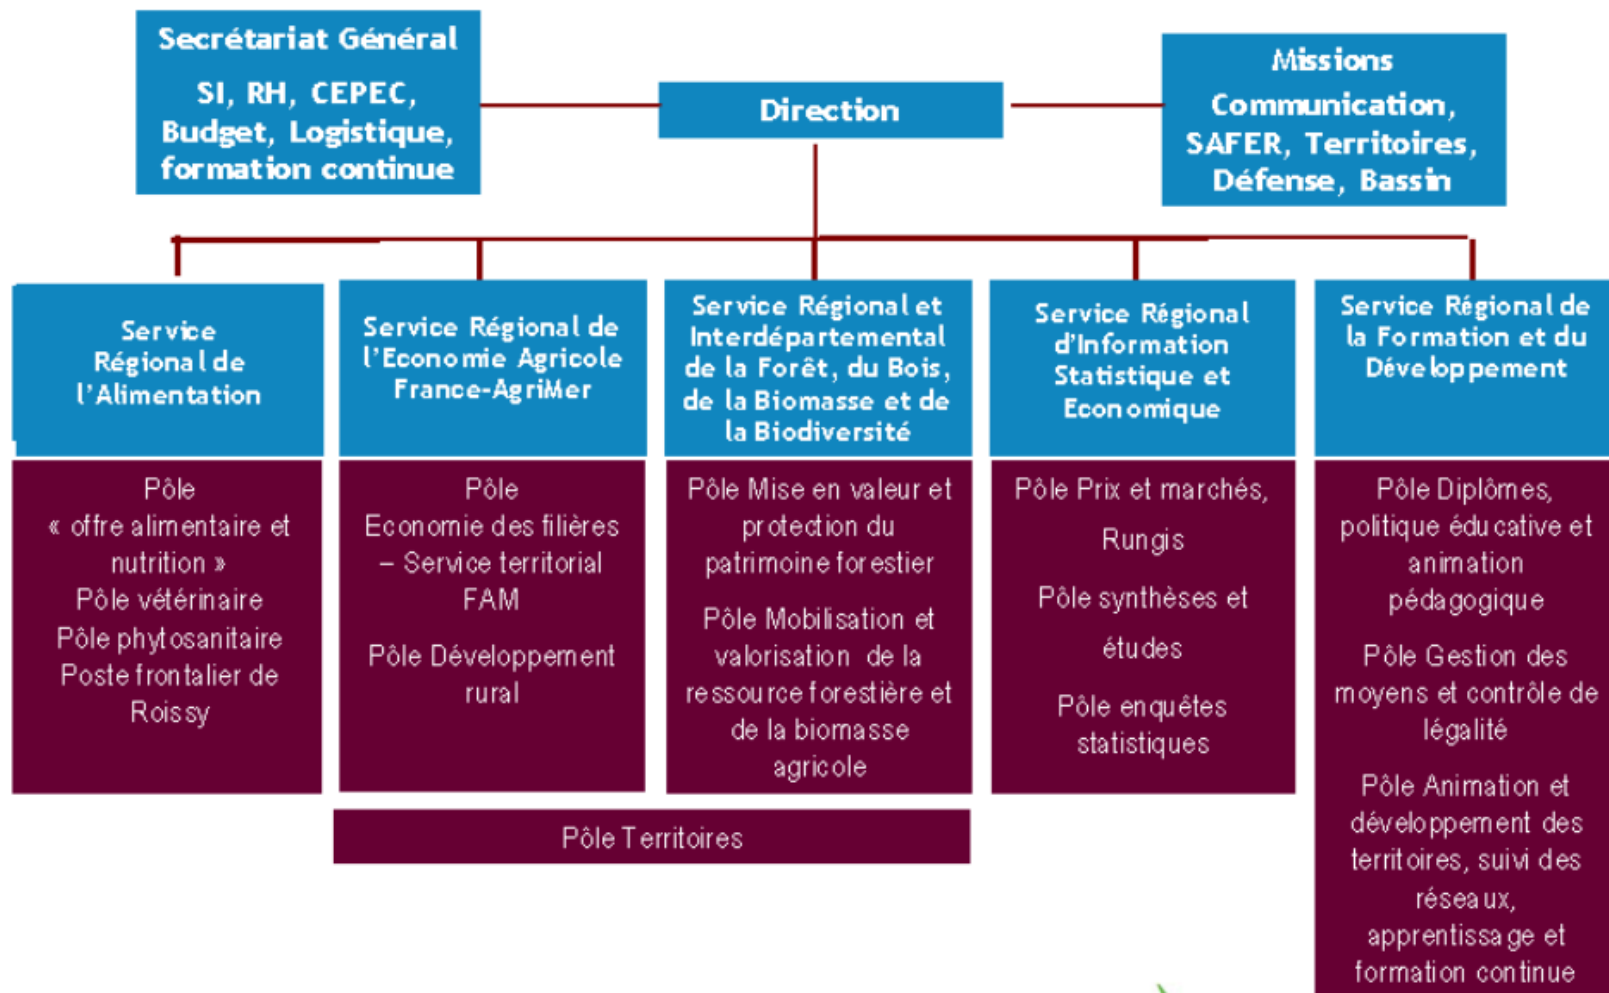 Secrétariat Général
SI, RH, CEPEC,
Budget, Logistique,
formation continue
Direction
Missions
Communication,
SAFER, Territoires,
Défense, Bassin
Service
Régional de
l'Alimentation
Pôle
« offre alimentaire et
nutrition »
Pôle vétérinaire
Pôle phytosanitaire
Poste frontalier de
Roissy
Service Régional de
l'Economie Agricole
France-AgriMer
Pôle
Economie des filières
– Service territorial
FAM
Pôle Développement
rural
Service Régional et
Interdépartemental
de la Forêt, du Bois,
de la Biomasse et de
la Biodiversité
Pôle Mise en valeur et
protection du
patrimoine forestier
Pôle Mobilisation et
valorisation de la
ressource forestière et
de la biomasse
agricole
Pôle Territoires
Service Régional
d'Information
Statistique et
Economique
Pôle Prix et marchés,
Rungis
Pôle synthèses et
études
Pôle enquêtes
statistiques
Service Régional de
la Formation et du
Développement
Pôle Diplômes,
politique éducative et
animation
pédagogique
Pôle Gestion des
moyens et contrôle de
légalité
Pôle Animation et
développement des
territoires, suivi des
réseaux,
apprentissage et
formation continue